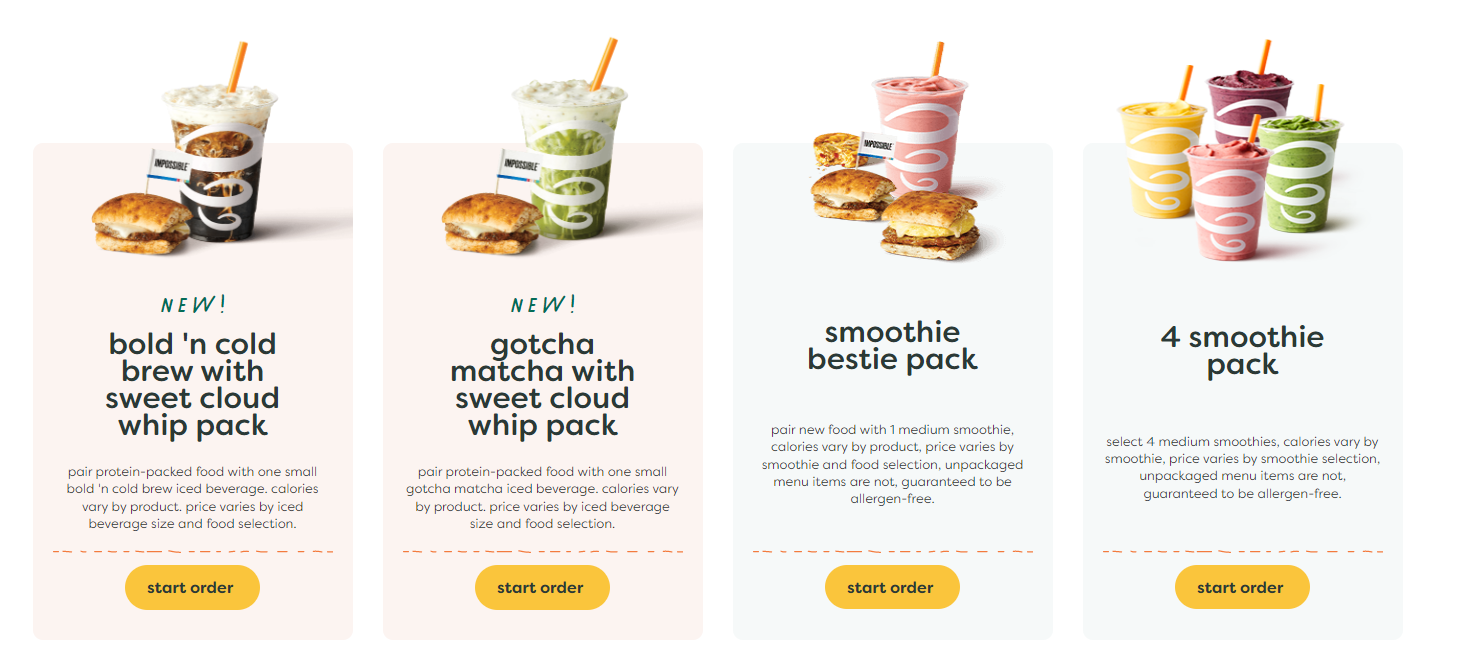 IMPOSSIBLE
NEW!
bold 'n cold
brew with
sweet cloud
whip pack
pair protein-packed food with one small
bold 'n cold brew iced beverage. calories
vary by product. price varies by iced
beverage size and food selection.
start order
IMPOSSIBLE
NEW!
gotcha
matcha with
sweet cloud
whip pack
pair protein-packed food with one small
gotcha matcha iced beverage. calories vary
by product. price varies by iced beverage
size and food selection.
start order
IMPOSSIBLE
smoothie
bestie pack
pair new food with 1 medium smoothie,
calories vary by product, price varies by
smoothie and food selection, unpackaged
menu items are not, guaranteed to be
allergen-free.
start order
4 smoothie
pack
select 4 medium smoothies, calories vary by
smoothie, price varies by smoothie selection,
unpackaged menu items are not,
guaranteed to be allergen-free.
start order